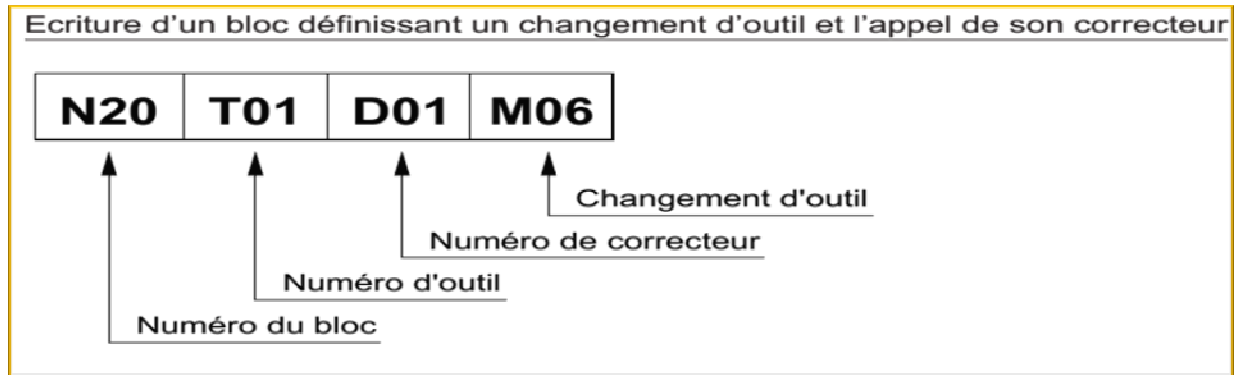 Ecriture d'un bloc définissant un changement d'outil et l'appel de son correcteur
N20 T01 D01 M06
Changement d'outil
Numéro de correcteur
Numéro d'outil
Numéro du bloc